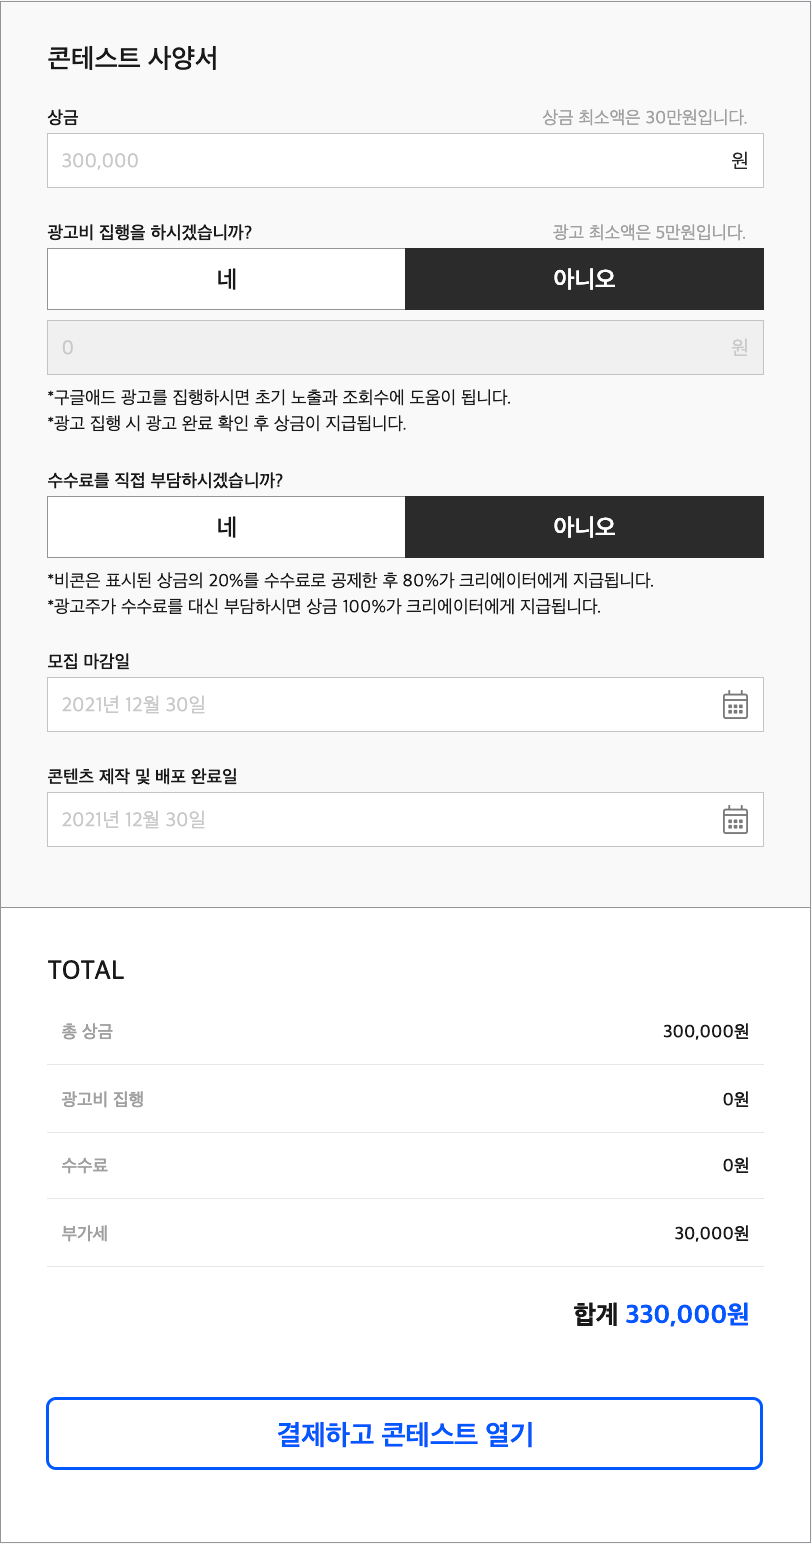 콘테스트 사양서
상금 상금 최소액은 30만원입니다.
300,000 원
광고비 집행을 하시겠습니까? 광고 최소액은 5만원입니다.
네 아니오
0 원
*구글애드 광고를 집행하시면 초기 노출과 조회수에 도움이 됩니다.
*광고 집행 시 광고 완료 확인 후 상금이 지급됩니다.
수수료를 직접 부담하시겠습니까?
네 아니오
*비콘은 표시된 상금의 20%를 수수료로 공제한 후 80%가 크리에이터에게 지급됩니다.
*광고주가 수수료를 대신 부담하시면 상금 100%가 크리에이터에게 지급됩니다.
모집 마감일
2021년 12월 30일
콘텐츠 제작 및 배포 완료일
2021년 12월 30일
TOTAL
총 상금 300,000원
광고비 집행 0원
수수료 0원
부가세 30,000원
합계 330,000원
결제하고 콘테스트 열기